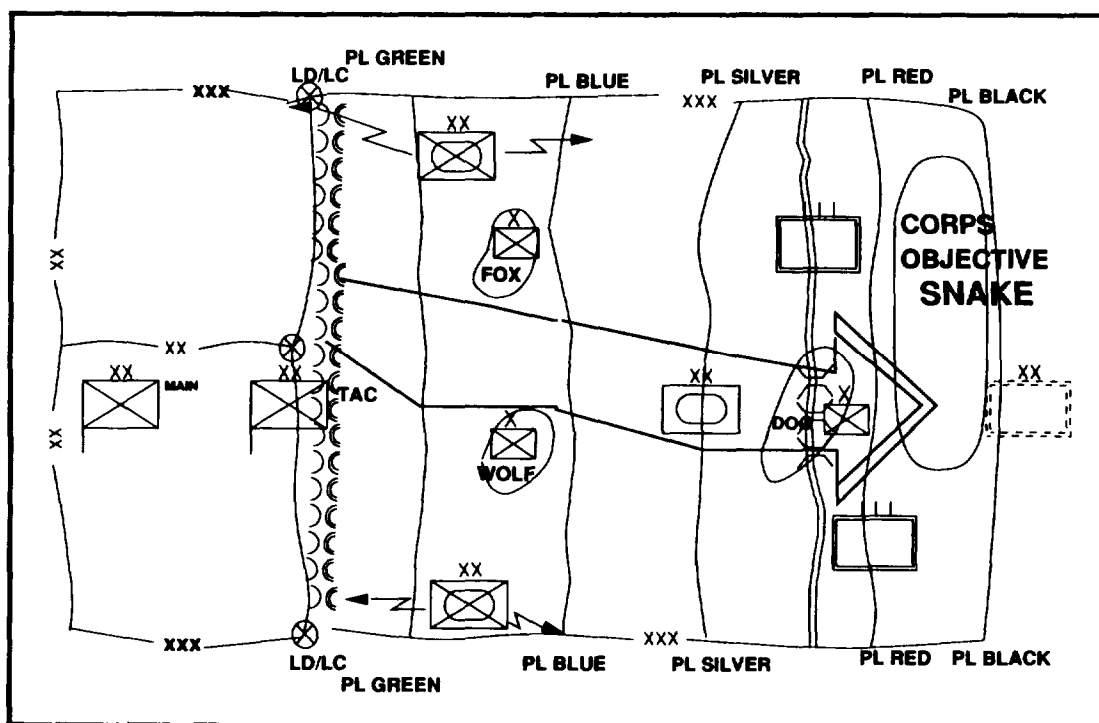 PL GREEN
LD/LC
PL BLUE
PL SILVER
PL RED
PL BLACK
XXX
XXX
XX
XX
X
CORPS
OBJECTIVE
SNAKE
FOX
XX
XX
MAIN
XX
TAC
XX
X
DOG
XX
X
WOLF
XX
XX
XXX
XXX
LD/LC
PL GREEN
PL BLUE
PL SILVER
PL RED
PL BLACK